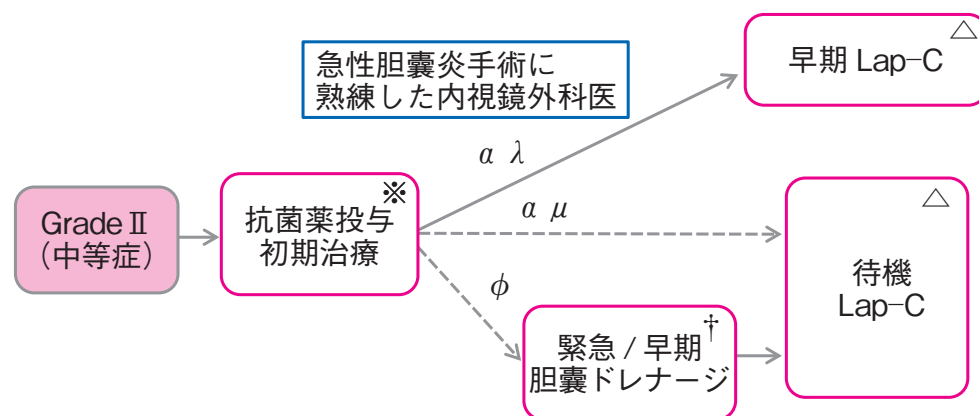 急性胆嚢炎手術に
熟練した内視鏡外科医
早期 Lap-C
△
α λ
Grade Ⅱ
(中等症)
抗菌薬投与
初期治療
※
α μ
φ
緊急 / 早期
胆嚢ドレナージ
†
待機
Lap-C
△